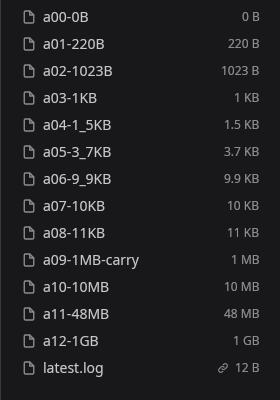 a00-0B 0 B
a01-220B 220 B
a02-1023B 1023 B
a03-1KB 1 KB
a04-1_5KB 1.5 KB
a05-3_7KB 3.7 KB
a06-9_9KB 9.9 KB
a07-10KB 10 KB
a08-11KB 11 KB
a09-1MB-carry 1 MB
a10-10MB 10 MB
a11-48MB 48 MB
a12-1GB 1 GB
latest.log 12 B